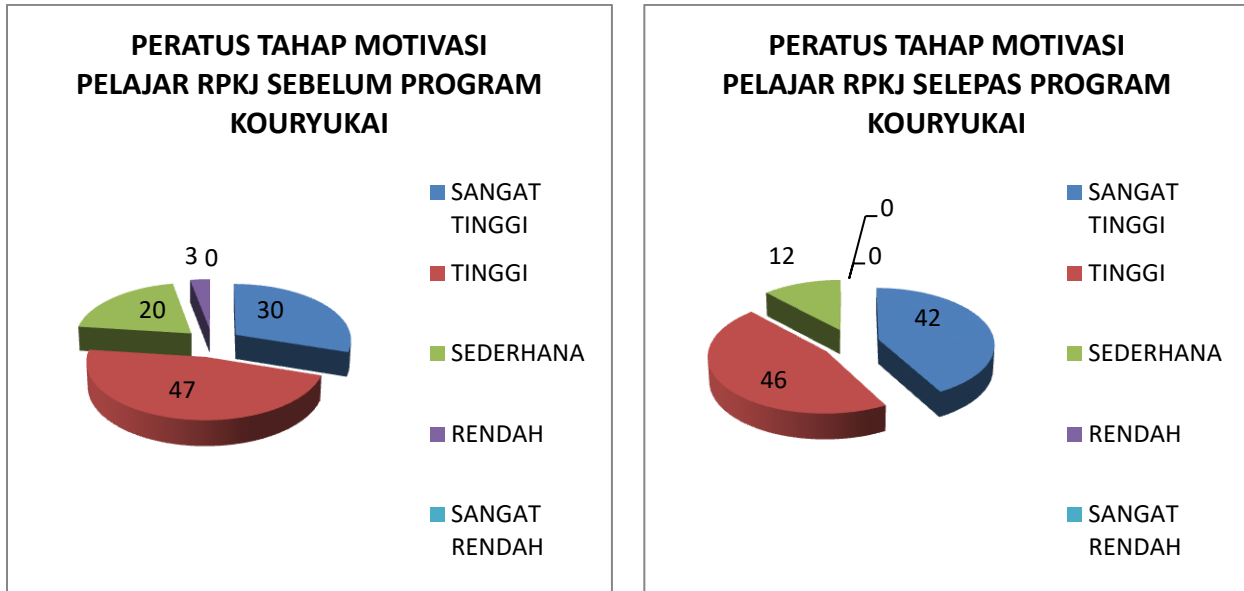 PERATUS TAHAP MOTIVASI
PELAJAR RPKJ SEBELUM PROGRAM
KOURYUKAI
SANGAT
TINGGI
TINGGI
SEDERHANA
RENDAH
SANGAT
RENDAH
3 0
20
30
47
PERATUS TAHAP MOTIVASI
PELAJAR RPKJ SELEPAS PROGRAM
KOURYUKAI
SANGAT
TINGGI
TINGGI
SEDERHANA
RENDAH
SANGAT
RENDAH
0
12
0
42
46